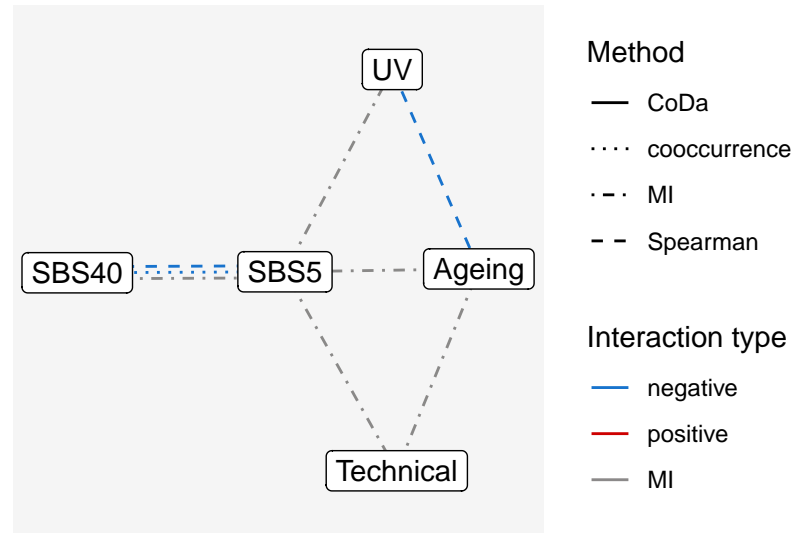 UV
SBS40
SBS5
Ageing
Technical
Method
CoDa
cooccurrence
MI
Spearman
Interaction type
negative
positive
MI